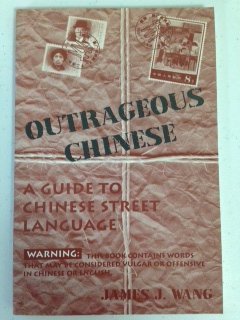 OUTRAGEOUS
CHINESE
A GUIDE TO
CHINESE STREET
LANGUAGE
WARNING: THIS BOOK CONTAINS WORDS
THAT MAY BE CONSIDERED VULGAR OR OFFENSIVE
IN CHINESE OR ENGLISH.
JAMES J. WANG